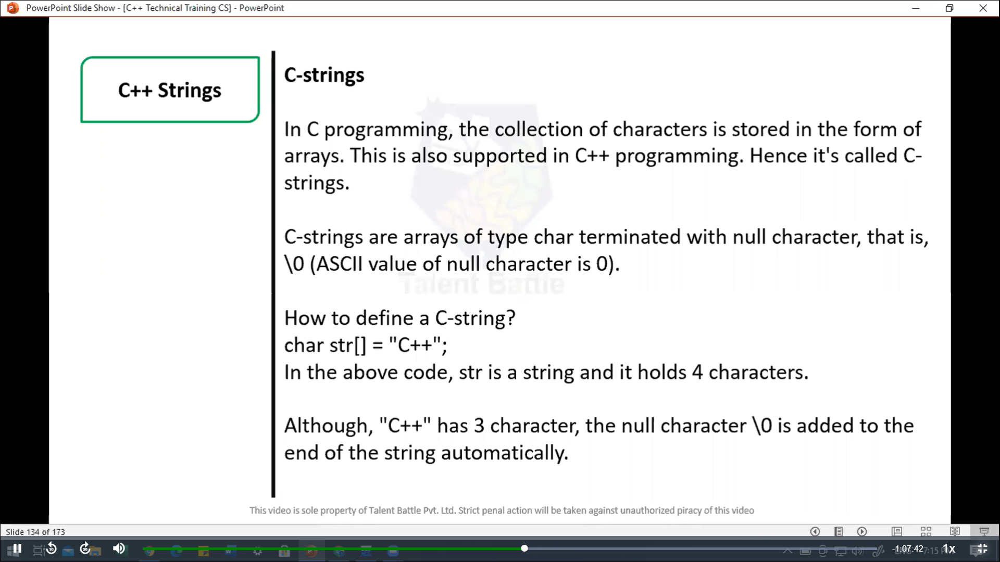 PowerPoint Slide Show - [C++ Technical Training CS] - PowerPoint
C++ Strings
C-strings
In C programming, the collection of characters is stored in the form of
arrays. This is also supported in C++ programming. Hence it's called C-
strings.
C-strings are arrays of type char terminated with null character, that is,
\0 (ASCII value of null character is 0).
Talent Battle
How to define a C-string?
char str[] = "C++";
In the above code, str is a string and it holds 4 characters.
Although, "C++" has 3 character, the null character \0 is added to the
end of the string automatically.
This video is sole property of Talent Battle Pvt. Ltd. Strict penal action will be taken against unauthorized piracy of this video
Slide 134 of 173
10
30
-1:07:42
1x